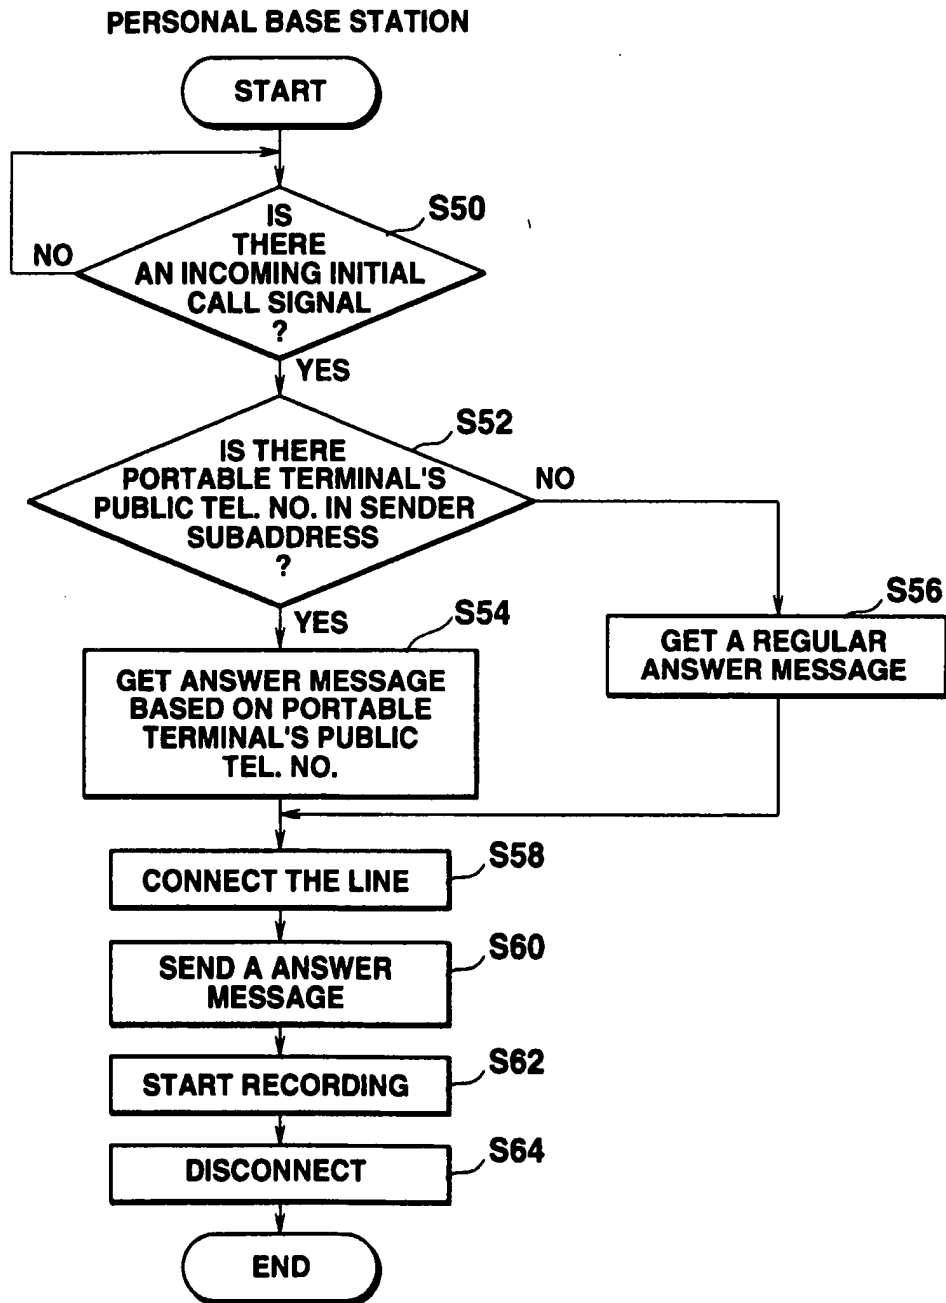 PERSONAL BASE STATION
START
S50
IS
THERE
AN INCOMING INITIAL
CALL SIGNAL
?
NO
YES
S52
IS THERE
PORTABLE TERMINAL'S
PUBLIC TEL. NO. IN SENDER
SUBADDRESS
?
NO
YES
S54
GET ANSWER MESSAGE
BASED ON PORTABLE
TERMINAL'S PUBLIC
TEL. NO.
S56
GET A REGULAR
ANSWER MESSAGE
S58
CONNECT THE LINE
S60
SEND A ANSWER
MESSAGE
S62
START RECORDING
S64
DISCONNECT
END